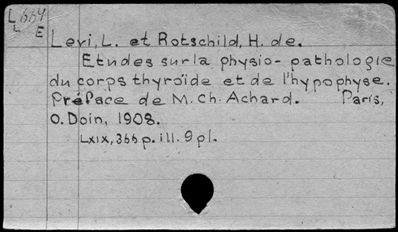 L664
L E
Levi, L. et Rotschild, H. de.
Etudes sur la physio-pathologie
du corps thyroïde et de l'hypophyse.
Préface de M. Ch. Achard. Paris,
O. Doin, 1908.
LXIX, 366 p. ill. 9 pl.